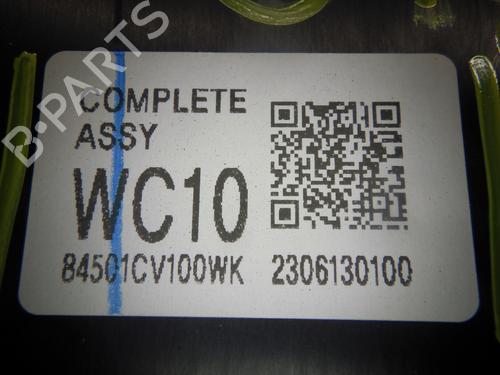 B-PARTS
COMPLETE
ASSY
WC10
84501CV100WK 2306130100